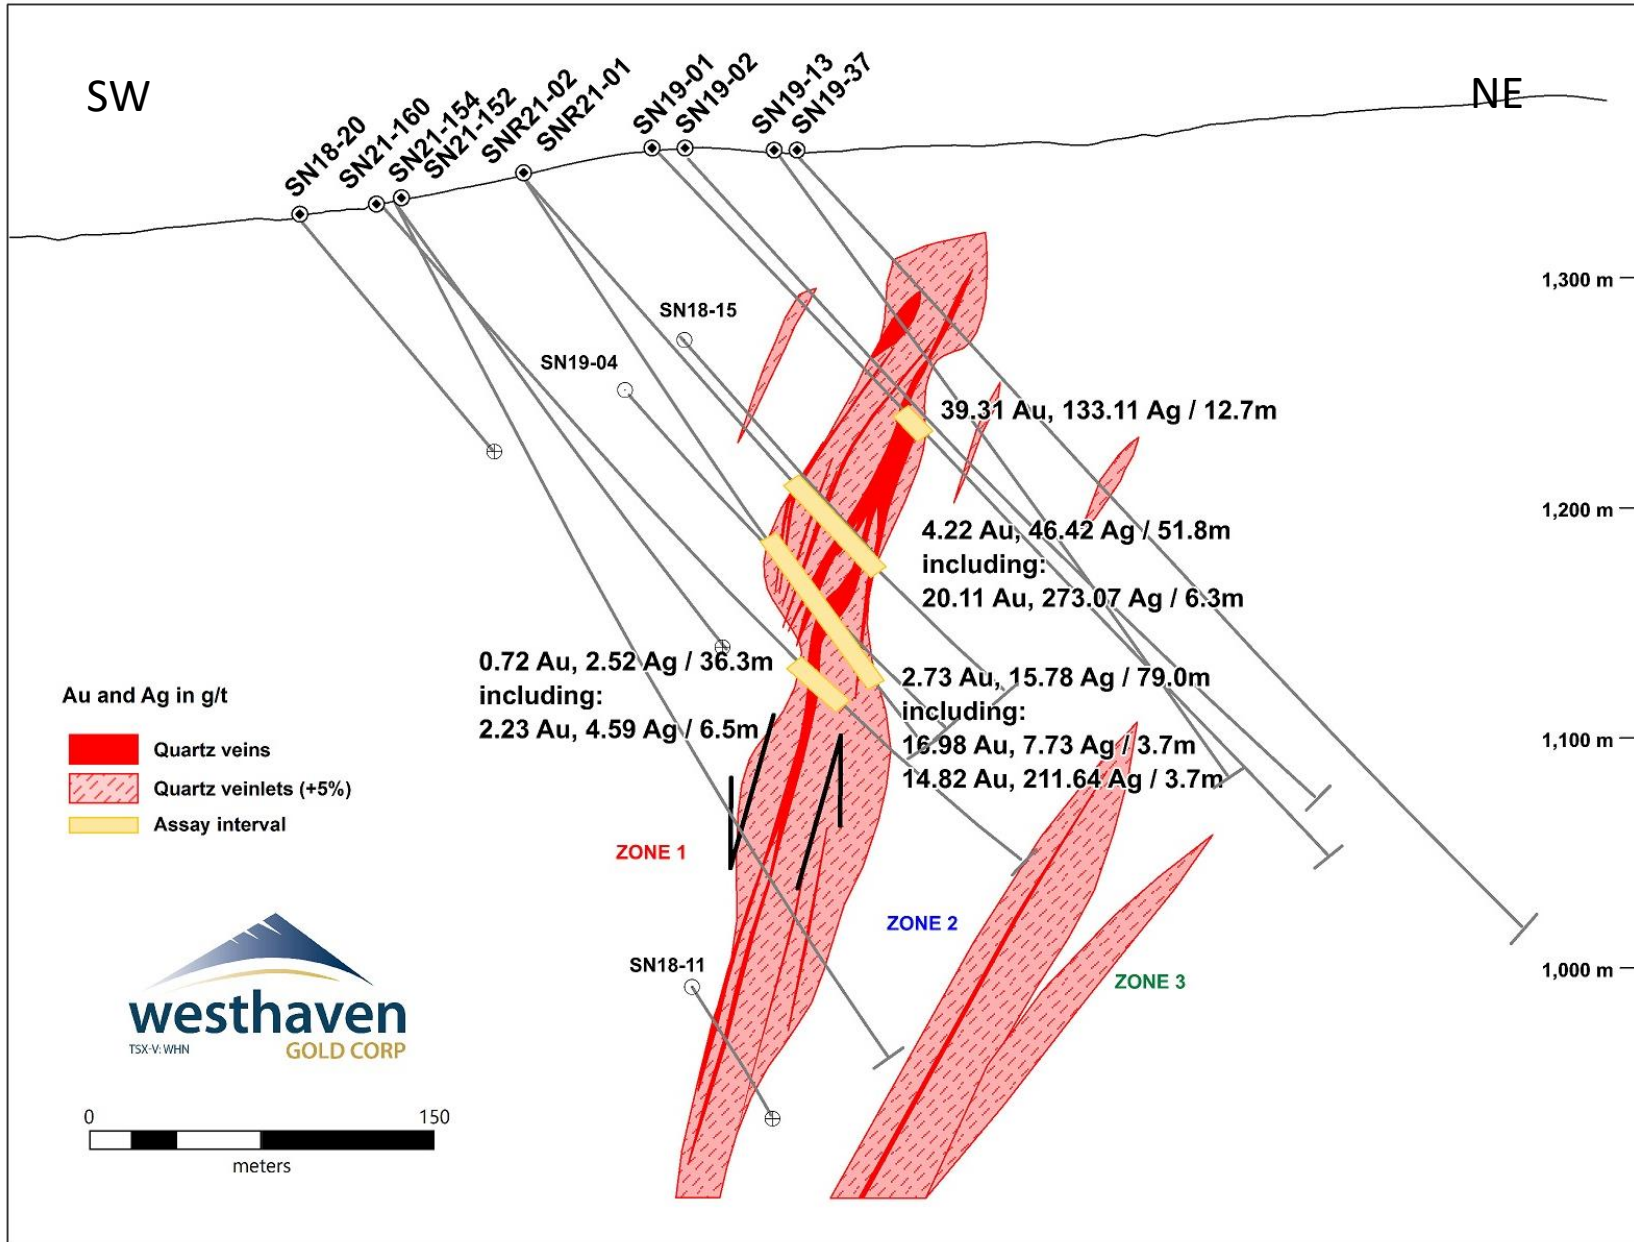 SW
NE
SN18-20
SN21-160
SN21-154
SN21-152
SNR21-02
SNR21-01
SN19-01
SN19-02
SN19-13
SN19-37
1,300 m
SN18-15
SN19-04
39.31 Au, 133.11 Ag / 12.7m
1,200 m
4.22 Au, 46.42 Ag / 51.8m
including:
20.11 Au, 273.07 Ag / 6.3m
0.72 Au, 2.52 Ag / 36.3m
including:
2.23 Au, 4.59 Ag / 6.5m
2.73 Au, 15.78 Ag / 79.0m
including:
16.98 Au, 7.73 Ag / 3.7m
14.82 Au, 211.64 Ag / 3.7m
1,100 m
Au and Ag in g/t
Quartz veins
Quartz veinlets (+5%)
Assay interval
ZONE 1
ZONE 2
ZONE 3
SN18-11
1,000 m
westhaven
TSX-V: WHN
GOLD CORP
0 150
meters